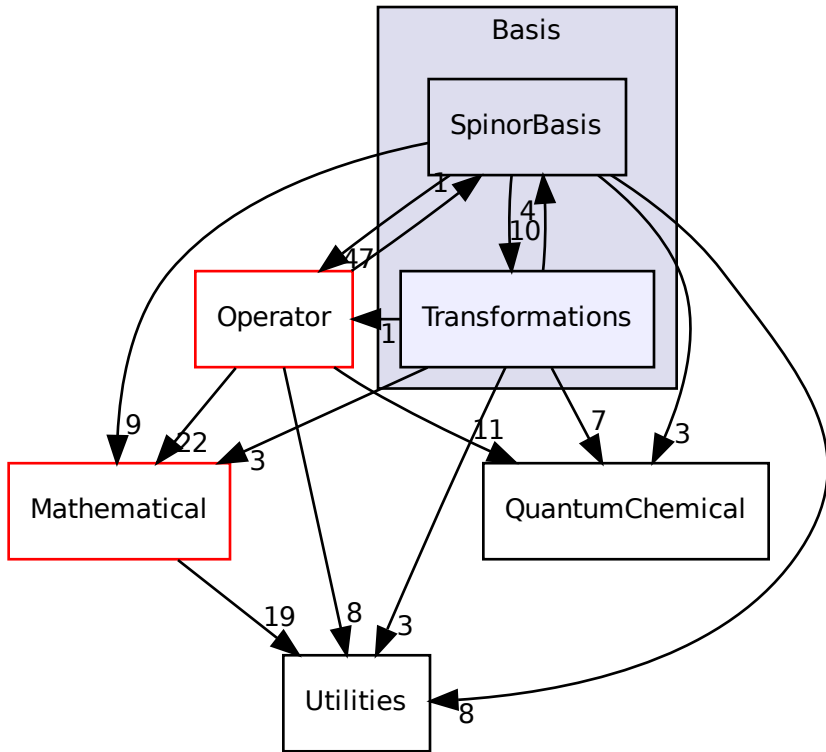 Basis
SpinorBasis
1
4
10
47
Operator
Transformations
1
9
22
3
11
7
3
Mathematical
QuantumChemical
19
8
3
Utilities
8